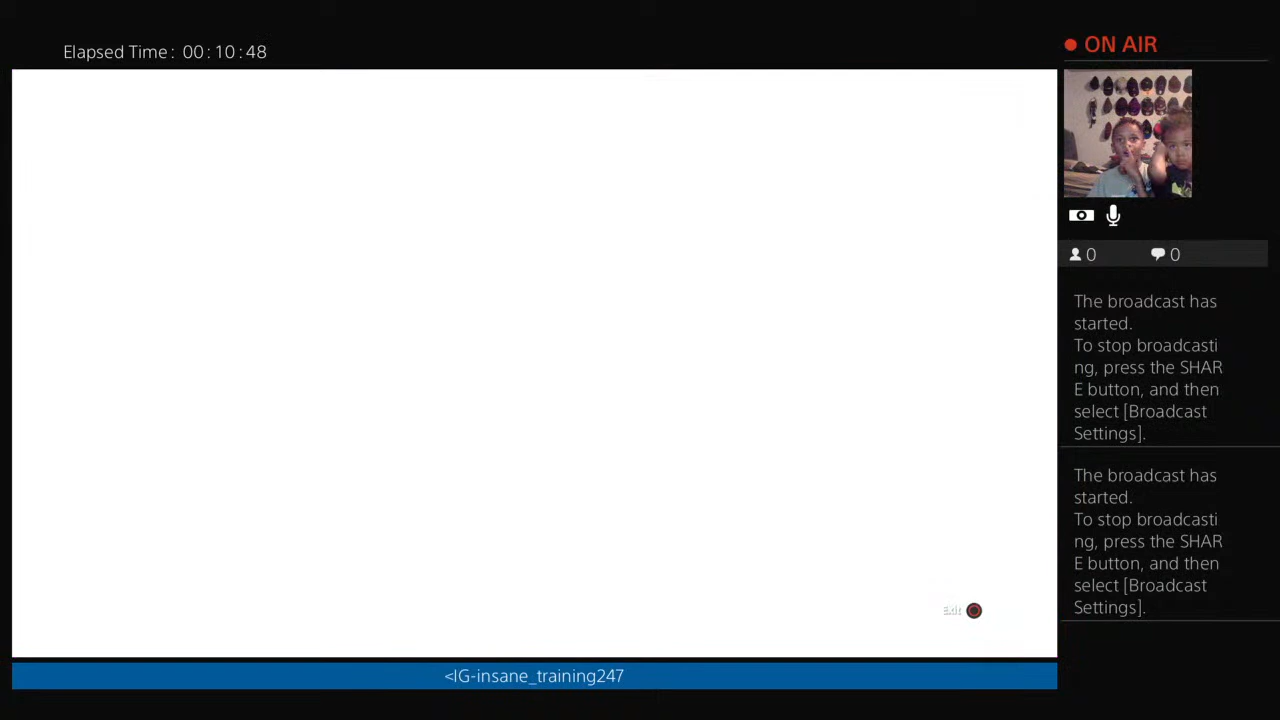 Elapsed Time: 00:10:48
ON AIR
0 0
The broadcast has
started.
To stop broadcasti
ng, press the SHAR
E button, and then
select [Broadcast
Settings].
The broadcast has
started.
To stop broadcasti
ng, press the SHAR
E button, and then
select [Broadcast
Settings].
Exit
<IG-insane_training247